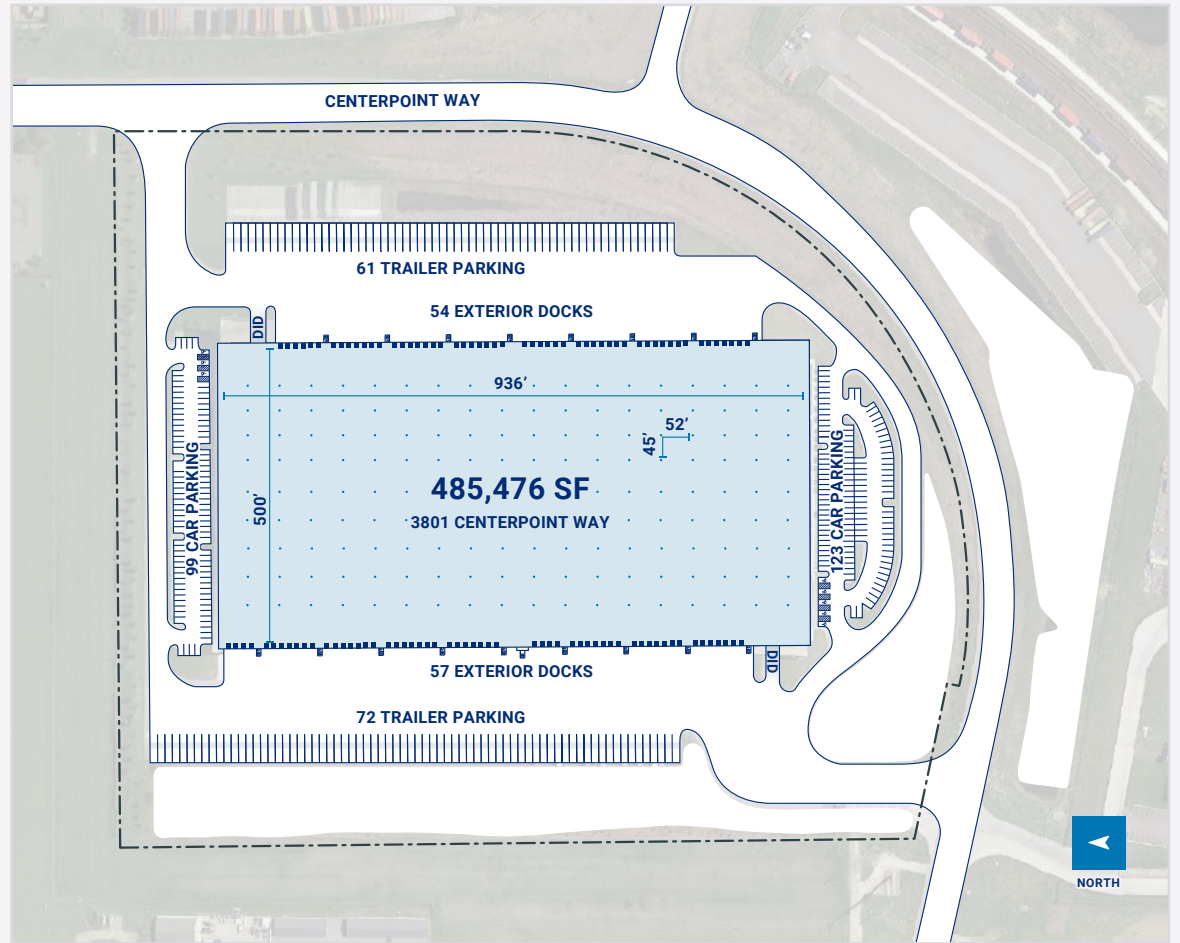 CENTERPOINT WAY
61 TRAILER PARKING
54 EXTERIOR DOCKS
DID
936’
52’
45’
485,476 SF
3801 CENTERPOINT WAY
500’
99 CAR PARKING
123 CAR PARKING
57 EXTERIOR DOCKS
DID
72 TRAILER PARKING
NORTH